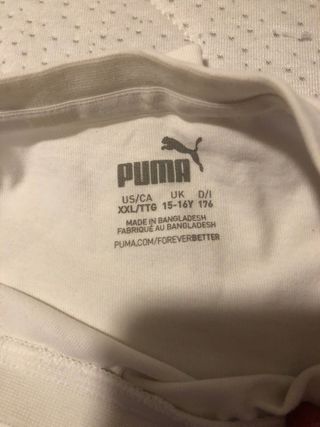 PUMA
US/CA UK D/I
XXL/TTG 15-16Y 176
MADE IN BANGLADESH
FABRIQUÉ AU BANGLADESH
PUMA.COM/FOREVERBETTER